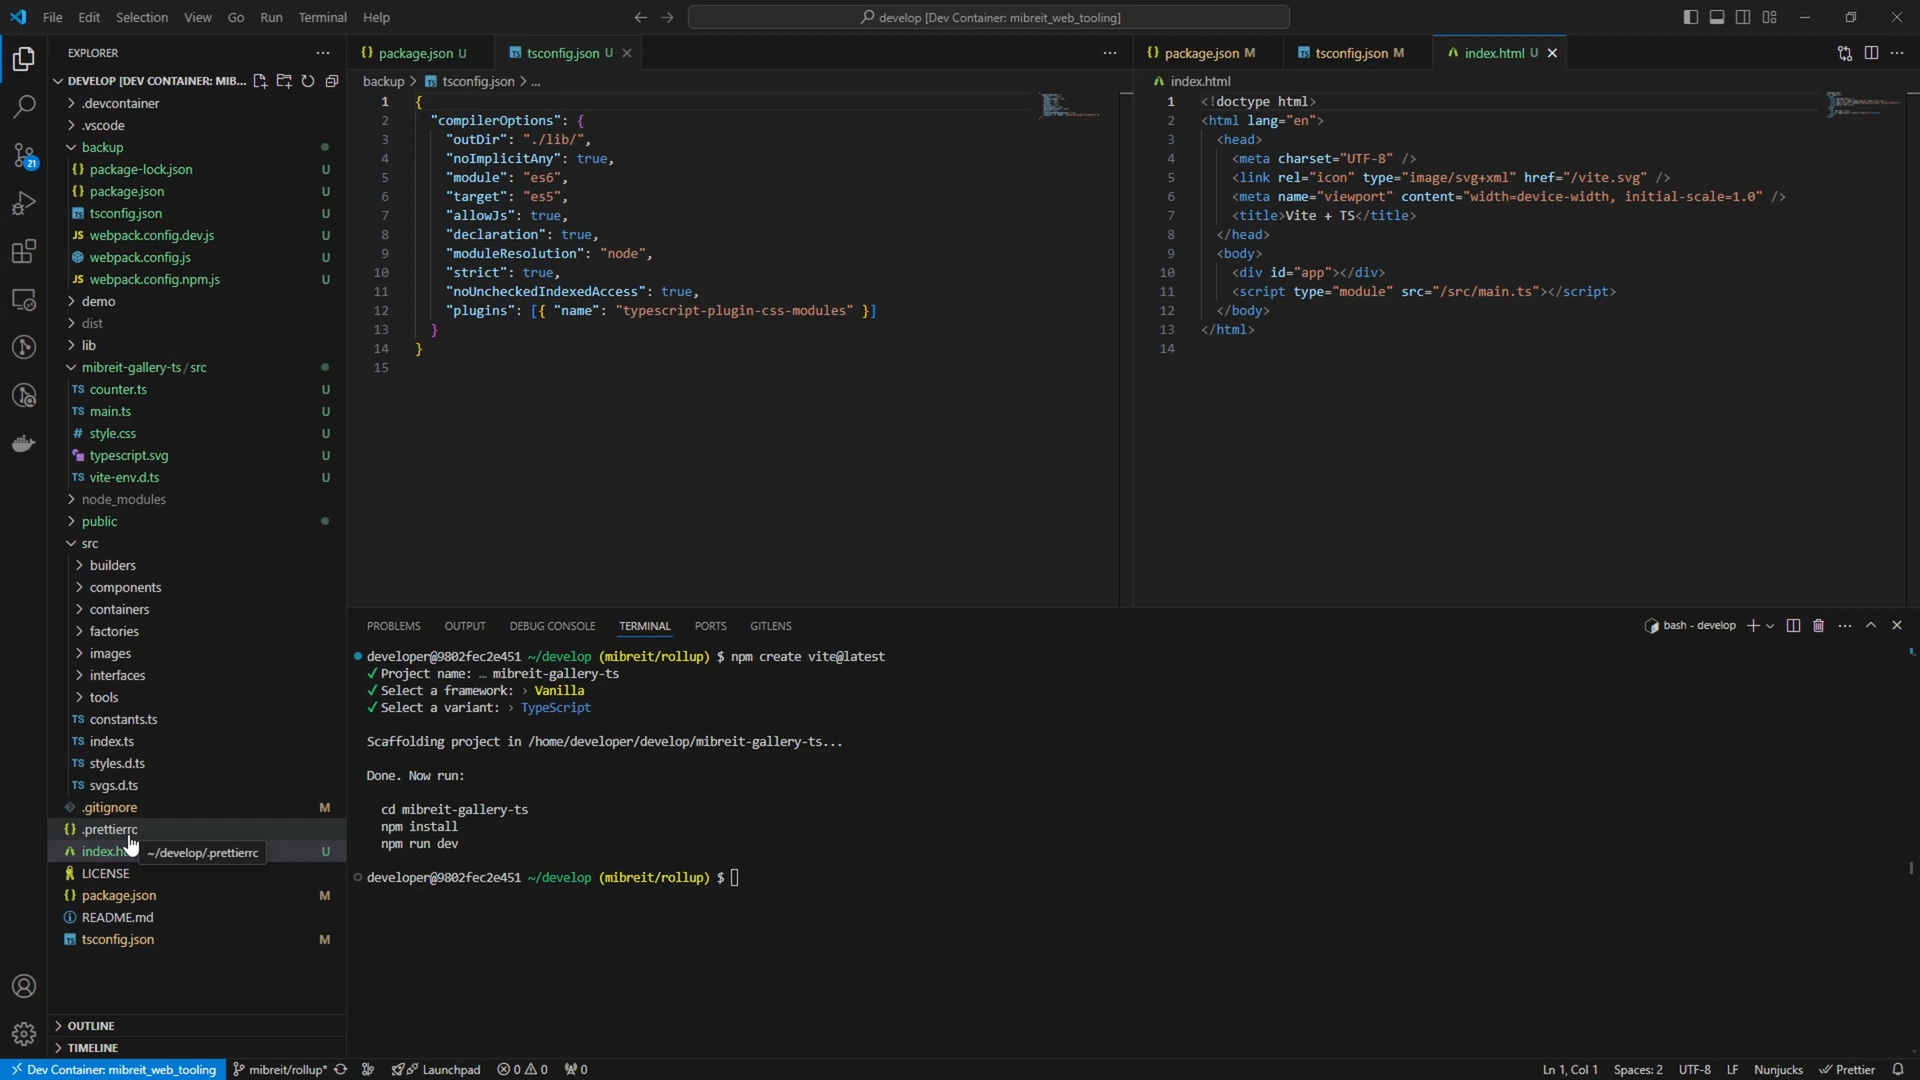 File Edit Selection View Go Run Terminal Help
develop [Dev Container: mibreit_web_tooling]
EXPLORER
DEVELOP [DEV CONTAINER: MIB...
.devcontainer
.vscode
backup
package-lock.json U
package.json U
tsconfig.json U
JS webpack.config.dev.js U
webpack.config.js U
JS webpack.config.npm.js U
demo
dist
lib
mibreit-gallery-ts/src
TS counter.ts U
TS main.ts U
# style.css U
typescript.svg U
TS vite-env.d.ts U
node_modules
public
src
builders
components
containers
factories
images
interfaces
tools
TS constants.ts
TS index.ts
TS styles.d.ts
TS svgs.d.ts
.gitignore M
{} .prettierrc
index.h U
~/develop/.prettierrc
LICENSE
{} package.json M
README.md
tsconfig.json M
OUTLINE
TIMELINE
21
{} package.json U
tsconfig.json U
backup > tsconfig.json > ...
1 {
2 "compilerOptions": {
3 "outDir": "./lib/",
4 "noImplicitAny": true,
5 "module": "es6",
6 "target": "es5",
7 "allowJs": true,
8 "declaration": true,
9 "moduleResolution": "node",
10 "strict": true,
11 "noUncheckedIndexedAccess": true,
12 "plugins": [{ "name": "typescript-plugin-css-modules" }]
13 }
14 }
15
{} package.json M
tsconfig.json M
index.html U
index.html
1 <!doctype html>
2 <html lang="en">
3 <head>
4 <meta charset="UTF-8" />
5 <link rel="icon" type="image/svg+xml" href="/vite.svg" />
6 <meta name="viewport" content="width=device-width, initial-scale=1.0" />
7 <title>Vite + TS</title>
8 </head>
9 <body>
10 <div id="app"></div>
11 <script type="module" src="/src/main.ts"></script>
12 </body>
13 </html>
14
PROBLEMS OUTPUT DEBUG CONSOLE TERMINAL PORTS GITLENS
bash - develop
developer@9802fec2e451 ~/develop (mibreit/rollup) $ npm create vite@latest
✓ Project name: … mibreit-gallery-ts
✓ Select a framework: › Vanilla
✓ Select a variant: › TypeScript
Scaffolding project in /home/developer/develop/mibreit-gallery-ts...
Done. Now run:
cd mibreit-gallery-ts
npm install
npm run dev
developer@9802fec2e451 ~/develop (mibreit/rollup) $
Dev Container: mibreit_web_tooling mibreit/rollup* Launchpad 0 0 0
Ln 1, Col 1 Spaces: 2 UTF-8 LF Nunjucks Prettier